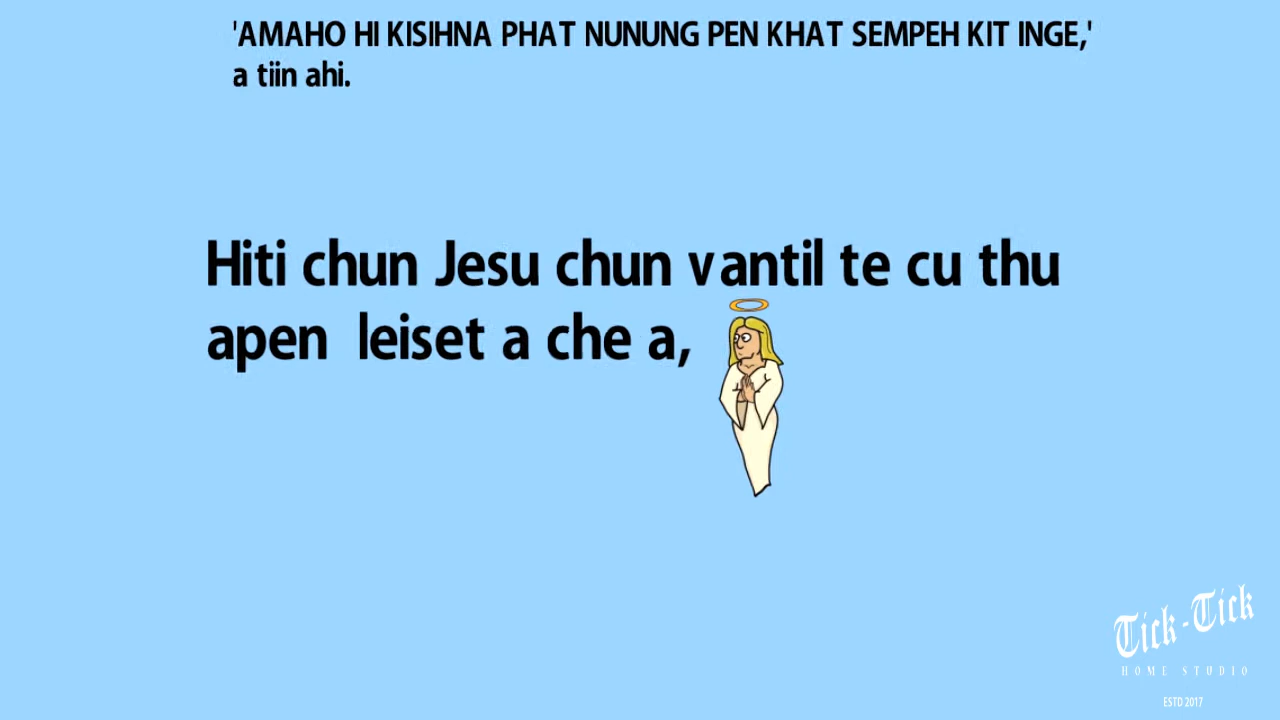 'AMAHO HI KISIHNA PHAT NUNUNG PEN KHAT SEMPEH KIT INGE,'
a tiin ahi.
Hiti chun Jesu chun vantil te cu thu
apen leiset a che a,
Tick-Tick
HOME STUDIO
ESTD 2017